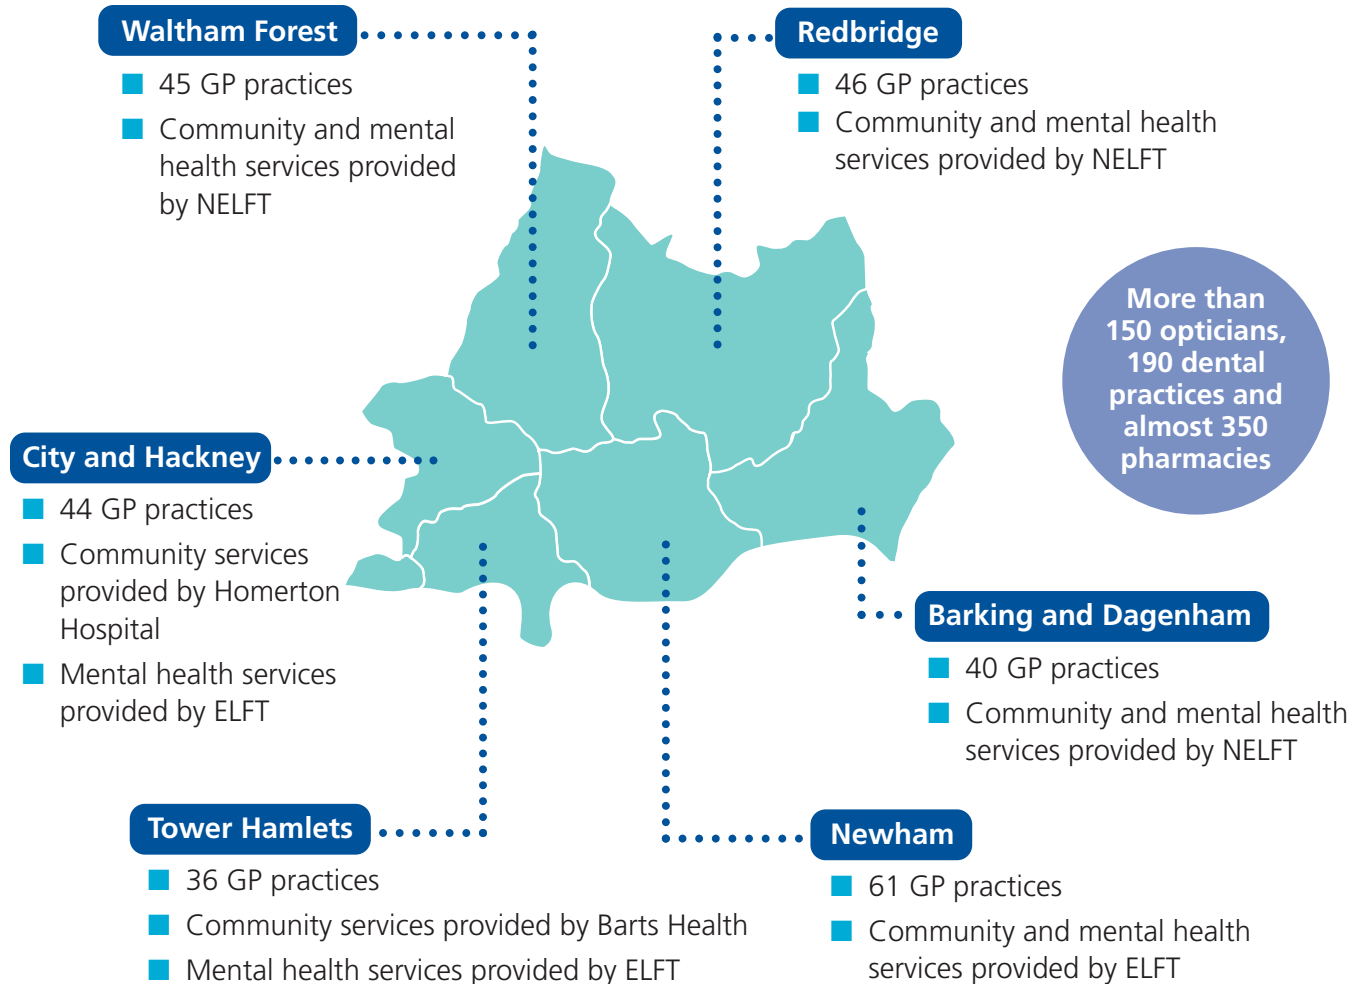 Waltham Forest
45 GP practices
Community and mental
health services provided
by NELFT
Redbridge
46 GP practices
Community and mental health
services provided by NELFT
More than
150 opticians,
190 dental
practices and
almost 350
pharmacies
City and Hackney
44 GP practices
Community services
provided by Homerton
Hospital
Mental health services
provided by ELFT
Barking and Dagenham
40 GP practices
Community and mental health
services provided by NELFT
Tower Hamlets
36 GP practices
Community services provided by Barts Health
Mental health services provided by ELFT
Newham
61 GP practices
Community and mental health
services provided by ELFT